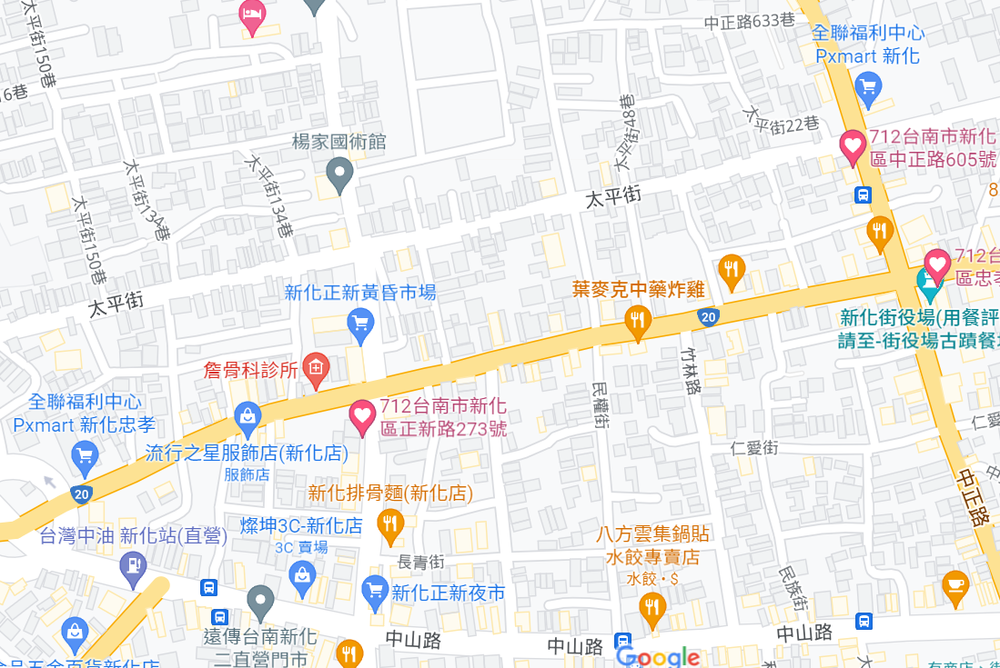 太平街150巷
中正路633巷
全聯福利中心
Pxmart 新化
16巷
太平街48巷
太平街22巷
楊家國術館
712台南市新化
區中正路605號
太平街134巷
太平街134巷
太平街
8
太平街150巷
712台
區忠孝
太平街
新化正新黃昏市場
葉麥克中藥炸雞
20
新化街役場(用餐評
請至-街役場古蹟餐
竹林路
詹骨科診所
民權街
全聯福利中心
Pxmart 新化忠孝
712台南市新化
區正新路273號
仁愛
仁愛街
流行之星服飾店(新化店)
服飾店
20
中正路
新化排骨麵(新化店)
台灣中油 新化站(直營)
燦坤3C-新化店
3C 賣場
八方雲集鍋貼
水餃專賣店
水餃・$
長青街
民族街
新化正新夜市
遠傳台南新化
二直營門市
中山路
中山路
中山路
Google